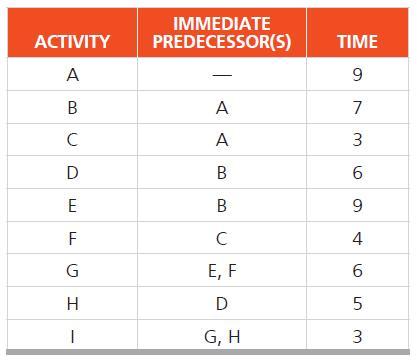 ACTIVITY IMMEDIATE PREDECESSOR(S) TIME
A — 9
B A 7
C A 3
D B 6
E B 9
F C 4
G E, F 6
H D 5
I G, H 3